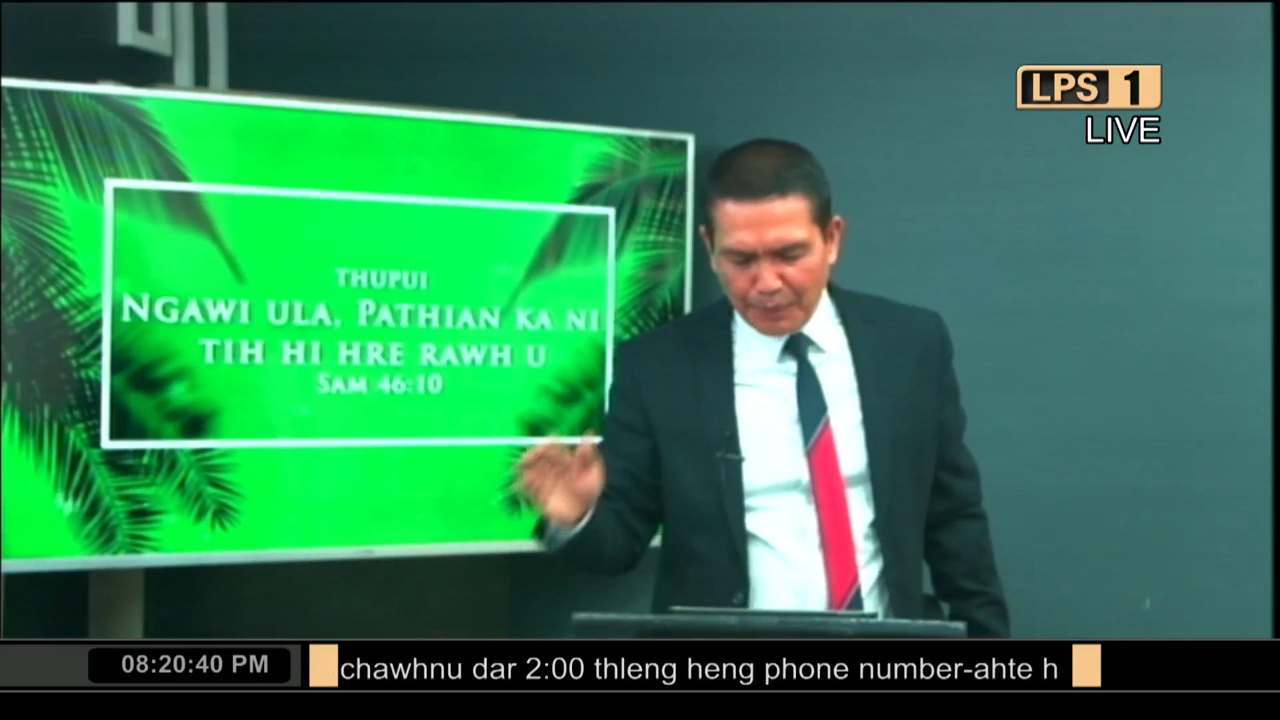 LPS 1
LIVE
THUPUI
NGAWI ULA, PATHIAN KA NI
TIH HI HRE RAWH U
SAM 46:10
08:20:40 PM
chawhnu dar 2:00 thleng heng phone number-ahte h